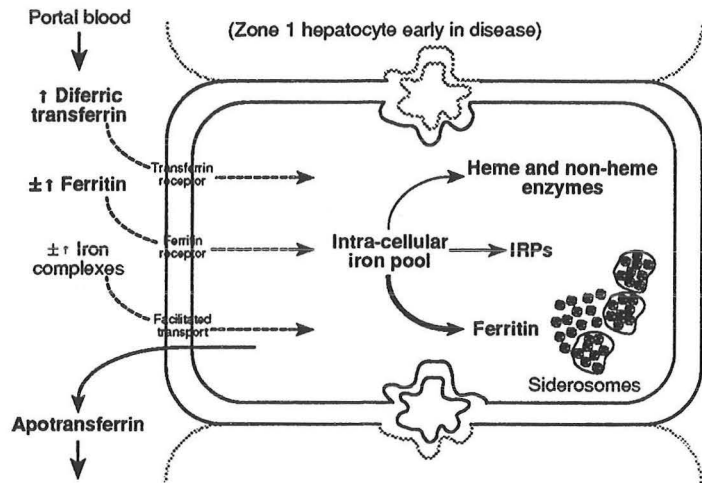 Portal blood
(Zone 1 hepatocyte early in disease)
↑ Diferric
transferrin
Transferrin
receptor
±↑ Ferritin
Ferritin
receptor
±↑ Iron
complexes
Facilitated
transport
Apotransferrin
Intra-cellular
iron pool
Heme and non-heme
enzymes
IRPs
Ferritin
Siderosomes